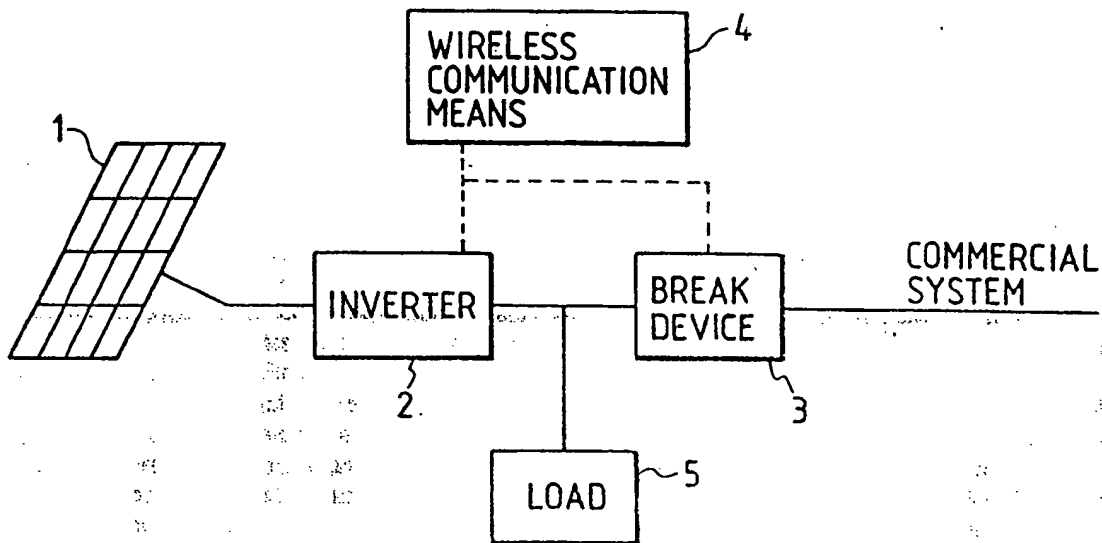 WIRELESS
COMMUNICATION
MEANS
4
1
COMMERCIAL
SYSTEM
INVERTER
BREAK
DEVICE
2
3
LOAD
5